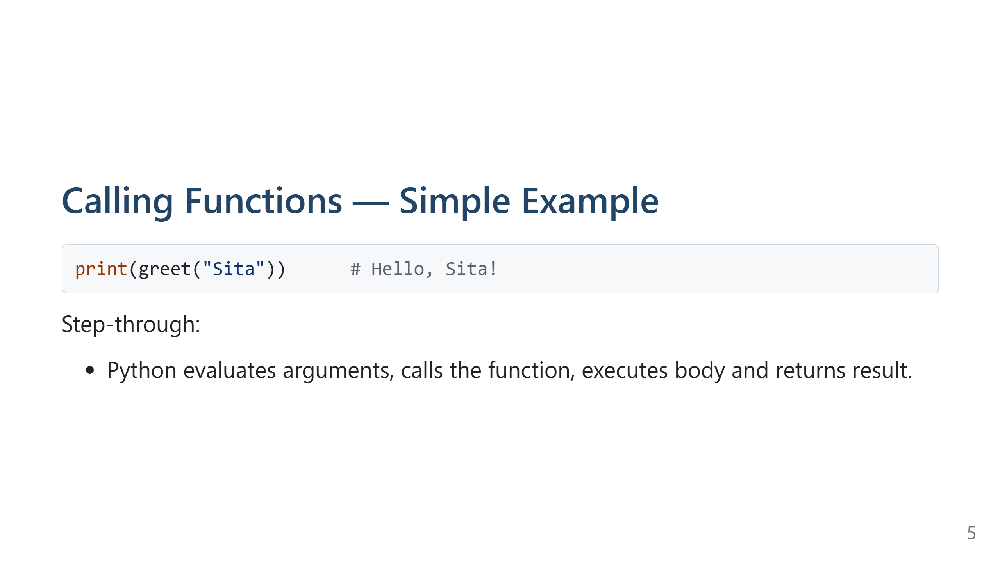 Calling Functions — Simple Example
print(greet("Sita"))      # Hello, Sita!
Step-through:
• Python evaluates arguments, calls the function, executes body and returns result.
5